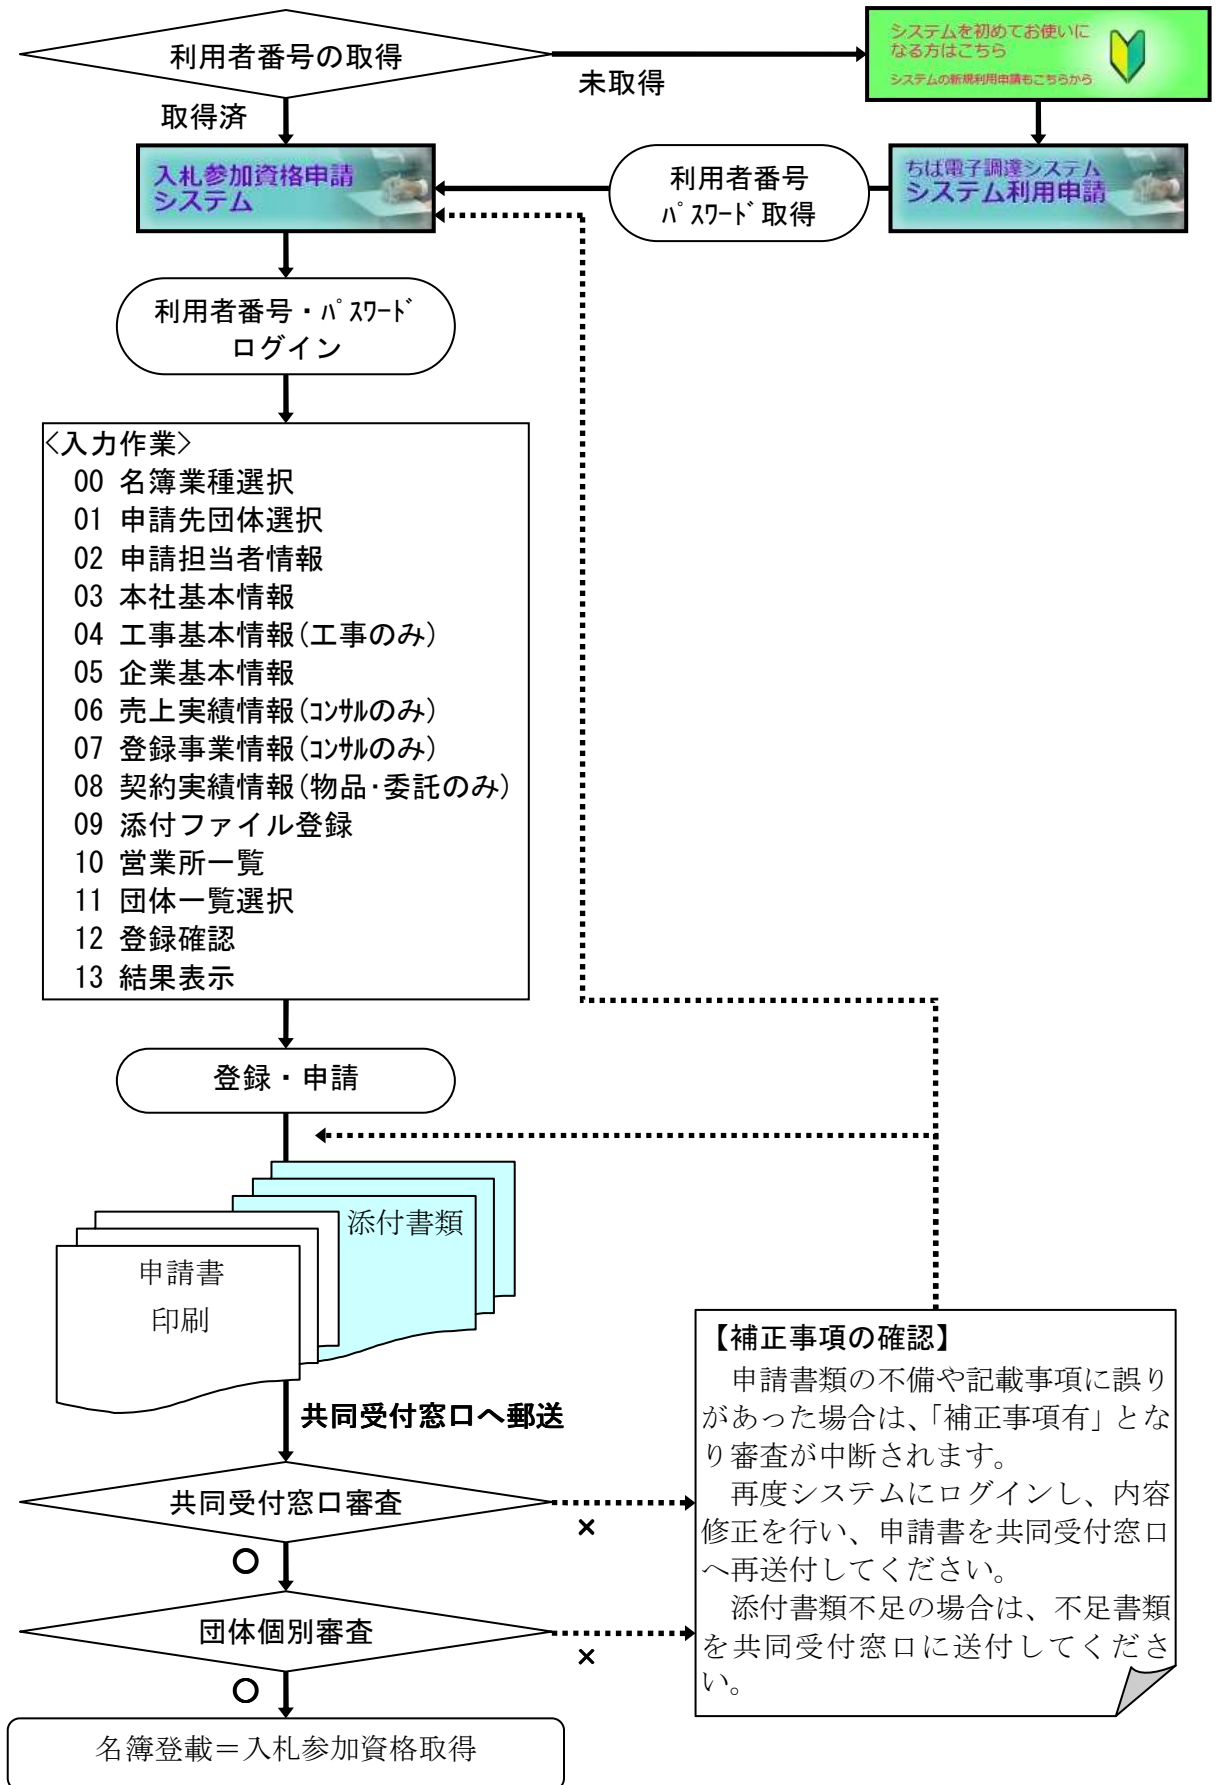 利用者番号の取得
未取得
システムを初めてお使いに
なる方はこちら
システムの新規利用申請もこちらから
取得済
入札参加資格申請
システム
利用者番号
ﾊﾟｽﾜｰﾄﾞ取得
ちば電子調達システム
システム利用申請
利用者番号・ﾊﾟｽﾜｰﾄﾞ
ログイン
<入力作業>
00 名簿業種選択
01 申請先団体選択
02 申請担当者情報
03 本社基本情報
04 工事基本情報(工事のみ)
05 企業基本情報
06 売上実績情報(ｺﾝｻﾙのみ)
07 登録事業情報(ｺﾝｻﾙのみ)
08 契約実績情報(物品･委託のみ)
09 添付ファイル登録
10 営業所一覧
11 団体一覧選択
12 登録確認
13 結果表示
登録・申請
添付書類
申請書
印刷
共同受付窓口へ郵送
共同受付窓口審査
×
○
団体個別審査
×
○
名簿登載＝入札参加資格取得
【補正事項の確認】
　申請書類の不備や記載事項に誤り
があった場合は、「補正事項有」とな
り審査が中断されます。
　再度システムにログインし、内容
修正を行い、申請書を共同受付窓口
へ再送付してください。
　添付書類不足の場合は、不足書類
を共同受付窓口に送付してくださ
い。